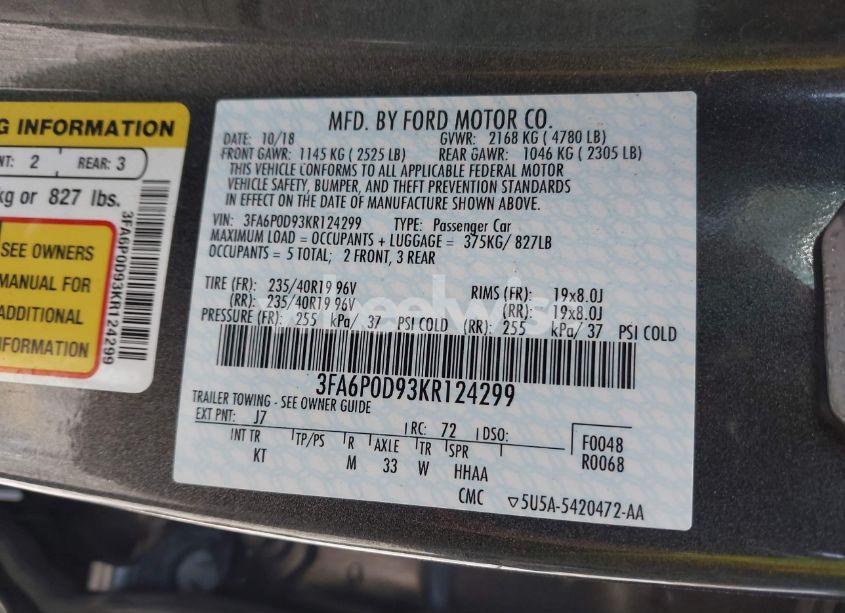 G INFORMATION
NT: 2 REAR: 3
kg or 827 lbs.
SEE OWNERS
MANUAL FOR
ADDITIONAL
INFORMATION
3FA6P0D93KR124299
MFD. BY FORD MOTOR CO.
DATE: 10/18 GVWR: 2168 KG ( 4780 LB)
FRONT GAWR: 1145 KG ( 2525 LB) REAR GAWR: 1046 KG ( 2305 LB)
THIS VEHICLE CONFORMS TO ALL APPLICABLE FEDERAL MOTOR
VEHICLE SAFETY, BUMPER, AND THEFT PREVENTION STANDARDS
IN EFFECT ON THE DATE OF MANUFACTURE SHOWN ABOVE.
VIN: 3FA6P0D93KR124299 TYPE: Passenger Car
MAXIMUM LOAD = OCCUPANTS + LUGGAGE = 375KG/ 827LB
OCCUPANTS = 5 TOTAL; 2 FRONT, 3 REAR
TIRE (FR): 235/40R19 96V RIMS (FR): 19x8.0J
(RR): 235/40R19 96V (RR): 19x8.0J
PRESSURE (FR): 255 kPa/ 37 PSI COLD (RR): 255 kPa/ 37 PSI COLD
3FA6P0D93KR124299
TRAILER TOWING - SEE OWNER GUIDE
EXT PNT: J7 RC: 72 DSO: F0048
INT TR TP/PS R AXLE TR SPR R0068
KT M 33 W HHAA
CMC ▽5U5A-5420472-AA